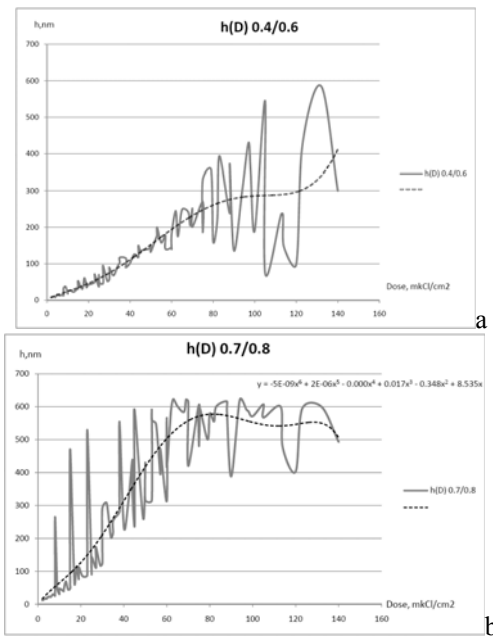 h(D) 0.4/0.6
h,nm
700
600
500
400
300
200
100
0
0 20 40 60 80 100 120 140 160
Dose, mkCl/cm2
h(D) 0.4/0.6
a
h(D) 0.7/0.8
h,nm
y = -5E-09x⁶ + 2E-06x⁵ - 0.000x⁴ + 0.017x³ - 0.348x² + 8.535x
700
600
500
400
300
200
100
0
0 20 40 60 80 100 120 140 160
Dose, mkCl/cm2
h(D) 0.7/0.8
b